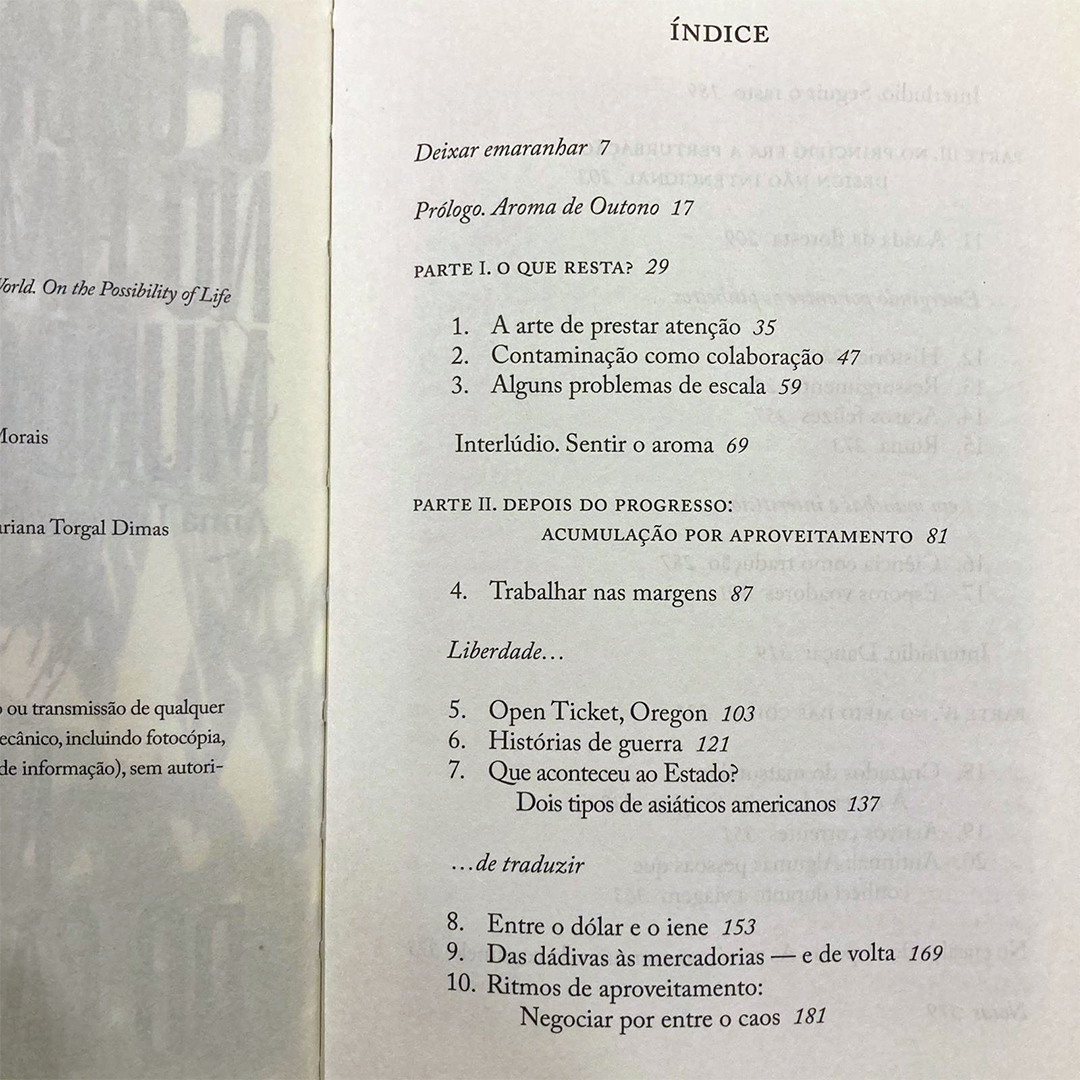 World. On the Possibility of Life
Morais
Mariana Torgal Dimas
ou transmissão de qualquer
incluindo fotocópia,
de informação), sem autori-
ÍNDICE
Deixar emaranhar 7
Prólogo. Aroma de Outono 17
PARTE I. O QUE RESTA? 29
1. A arte de prestar atenção 35
2. Contaminação como colaboração 47
3. Alguns problemas de escala 59
Interlúdio. Sentir o aroma 69
PARTE II. DEPOIS DO PROGRESSO:
ACUMULAÇÃO POR APROVEITAMENTO 81
4. Trabalhar nas margens 87
Liberdade…
5. Open Ticket, Oregon 103
6. Histórias de guerra 121
7. Que aconteceu ao Estado?
Dois tipos de asiáticos americanos 137
…de traduzir
8. Entre o dólar e o iene 153
9. Das dádivas às mercadorias — e de volta 169
10. Ritmos de aproveitamento:
Negociar por entre o caos 181